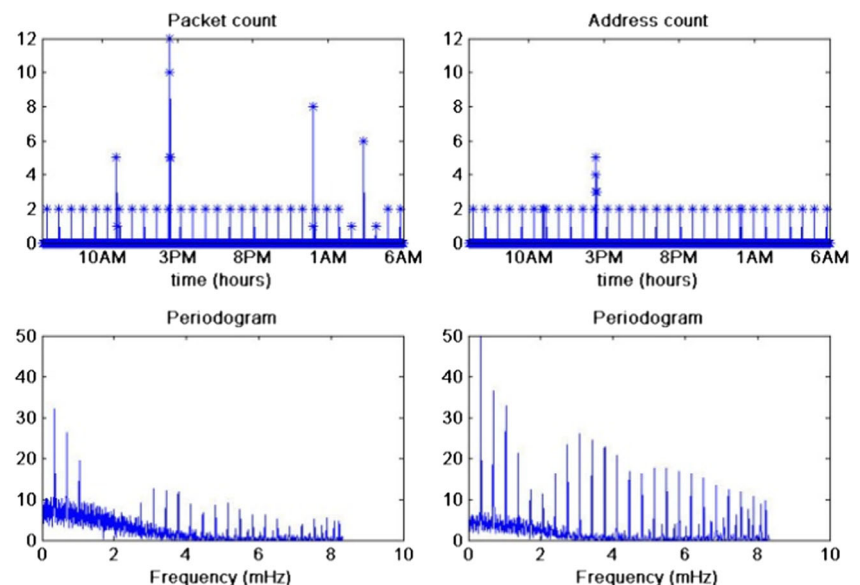 Packet count
12
10
8
6
4
2
0
10AM 3PM 8PM 1AM 6AM
time (hours)
Address count
12
10
8
6
4
2
0
10AM 3PM 8PM 1AM 6AM
time (hours)
Periodogram
50
40
30
20
10
0
0 2 4 6 8 10
Frequency (mHz)
Periodogram
50
40
30
20
10
0
0 2 4 6 8 10
Frequency (mHz)